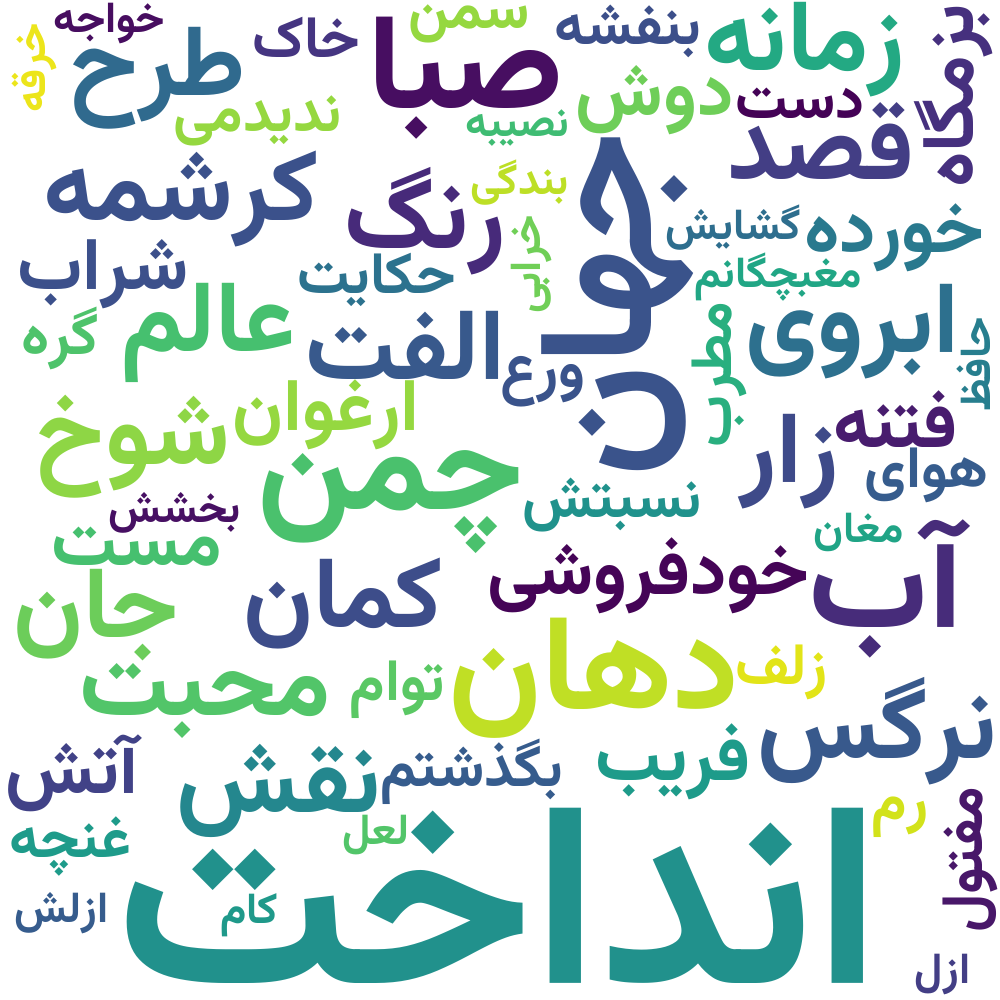 خواجه
خرقه
طرح
خاک
صبا
سمن
بنفشه
زمانه
بزمگاه
ندیدمی
نصیبه
دوش
دست
قصد
کرشمه
رنگ
بندگی
خوان
گشایش
خورده
شراب
حکایت
خرابی
مغبچگانم
گره
عالم
الفت
ورع
مطرب
ابروی
حافظ
شوخ
ارغوان
چمن
زار
فتنه
هوای
بخشش
نسبتش
مغان
مست
جان
کمان
خودفروشی
آب
محبت
توام
دهان
زلف
نرگس
آتش
نقش
بگذشتم
فریب
رم
مفتول
غنچه
لعل
انداخت
ازلش
کام
ازل